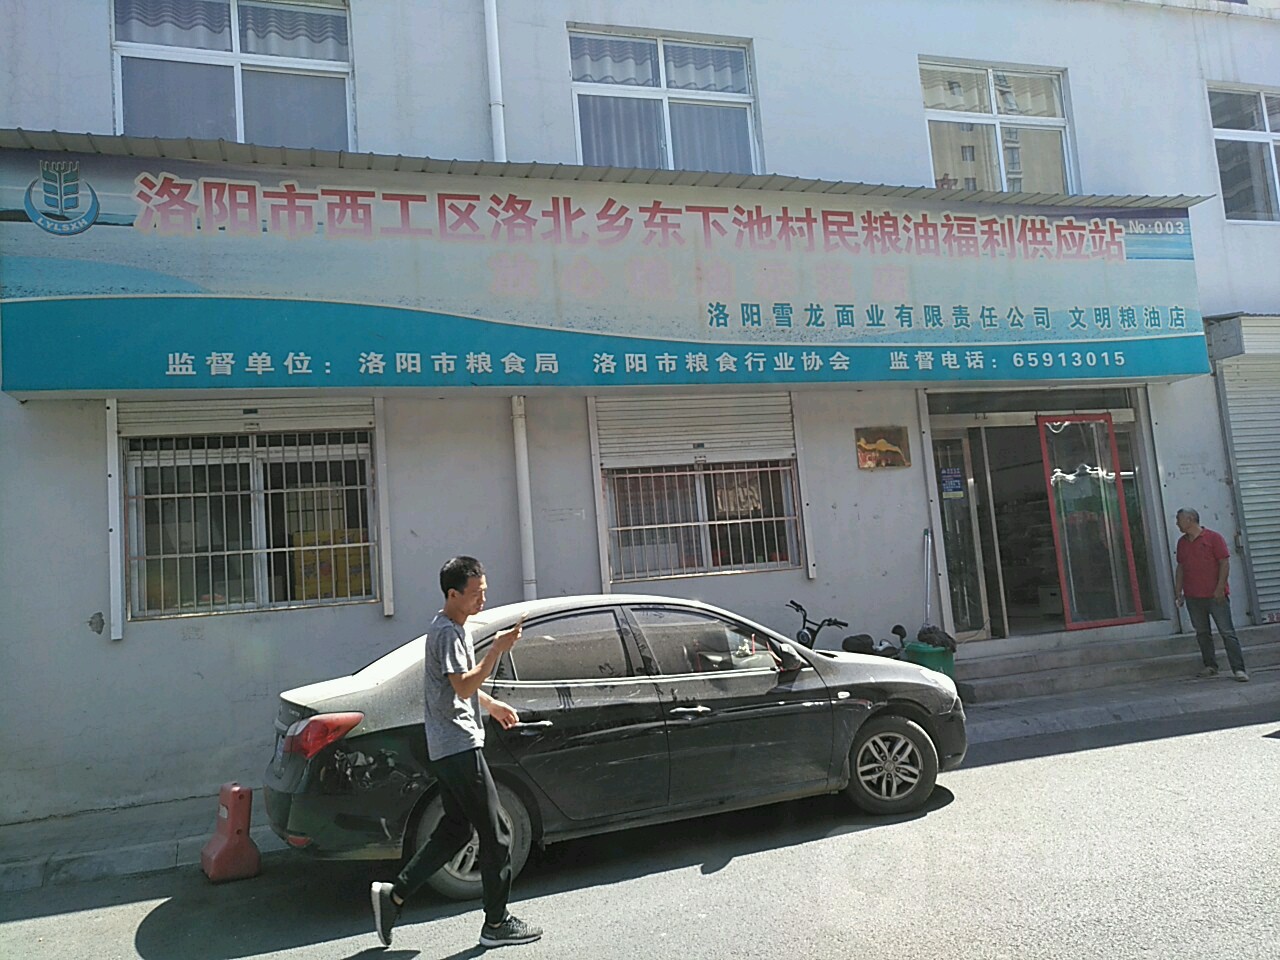 洛阳市西工区洛北乡东下池村民粮油福利供应站
No:003
洛阳雪龙面业有限责任公司 文明粮油店
监督单位：洛阳市粮食局 洛阳市粮食行业协会 监督电话：65913015